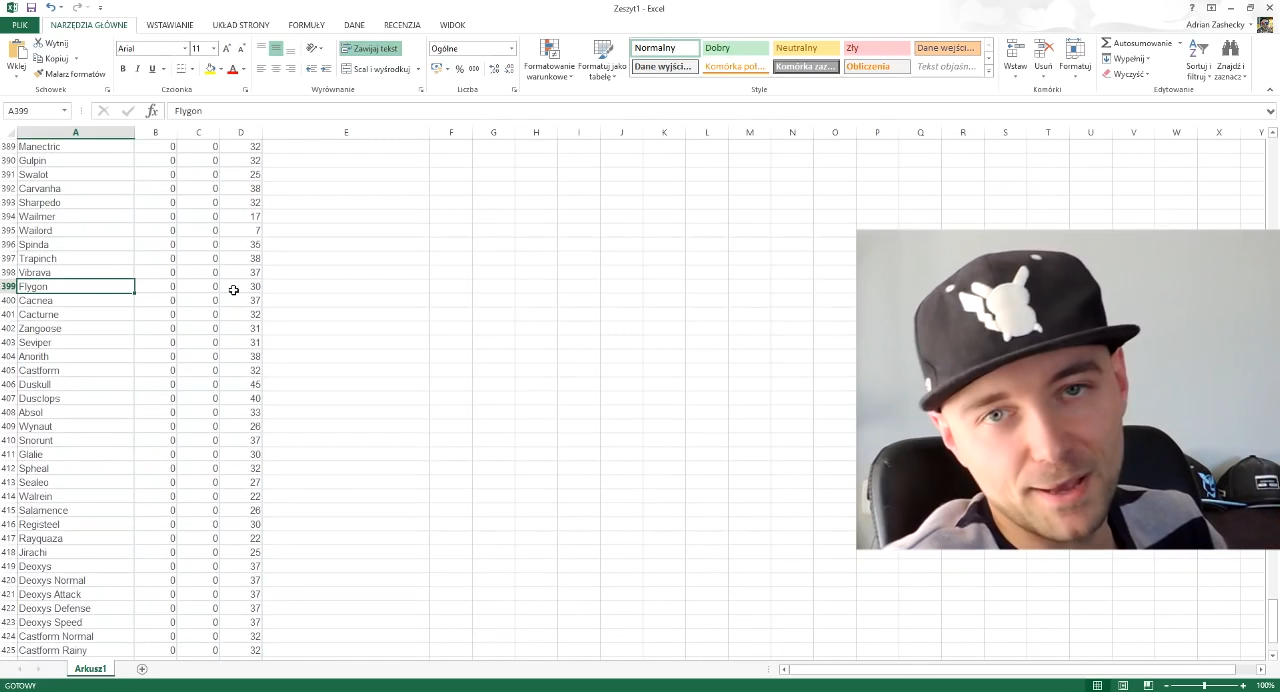 Zeszyt1 - Excel
PLIK NARZĘDZIA GŁÓWNE WSTAWIANIE UKŁAD STRONY FORMUŁY DANE RECENZJA WIDOK
Adrian Zashecky
Wklej
Wytnij
Kopiuj
Malarz formatów
Schowek
Arial 11
B I U
Czcionka
Zawijaj tekst
Scal i wyśrodkuj
Wyrównanie
Ogólne
% 000
Liczba
Formatowanie warunkowe
Formatuj jako tabelę
Normalny Dobry Neutralny Zły Dane wejści...
Dane wyjści... Komórka poł... Komórka zaz... Obliczenia Tekst objaśn...
Style
Wstaw Usuń Formatuj
Komórki
Autosumowanie
Wypełnij
Wyczyść
Sortuj i filtruj
Znajdź i zaznacz
Edytowanie
A399 fx Flygon
A B C D E F G H I J K L M N O P Q R S T U V W X Y
389 Manectric 0 0 32
390 Gulpin 0 0 32
391 Swalot 0 0 25
392 Carvanha 0 0 38
393 Sharpedo 0 0 32
394 Wailmer 0 0 17
395 Wailord 0 0 7
396 Spinda 0 0 35
397 Trapinch 0 0 38
398 Vibrava 0 0 37
399 Flygon 0 0 30
400 Cacnea 0 0 37
401 Cacturne 0 0 32
402 Zangoose 0 0 31
403 Seviper 0 0 31
404 Anorith 0 0 38
405 Castform 0 0 32
406 Duskull 0 0 45
407 Dusclops 0 0 40
408 Absol 0 0 33
409 Wynaut 0 0 26
410 Snorunt 0 0 37
411 Glalie 0 0 30
412 Spheal 0 0 32
413 Sealeo 0 0 27
414 Walrein 0 0 22
415 Salamence 0 0 26
416 Registeel 0 0 30
417 Rayquaza 0 0 22
418 Jirachi 0 0 25
419 Deoxys 0 0 37
420 Deoxys Normal 0 0 37
421 Deoxys Attack 0 0 37
422 Deoxys Defense 0 0 37
423 Deoxys Speed 0 0 37
424 Castform Normal 0 0 32
425 Castform Rainy 0 0 32
Arkusz1
GOTOWY
100%